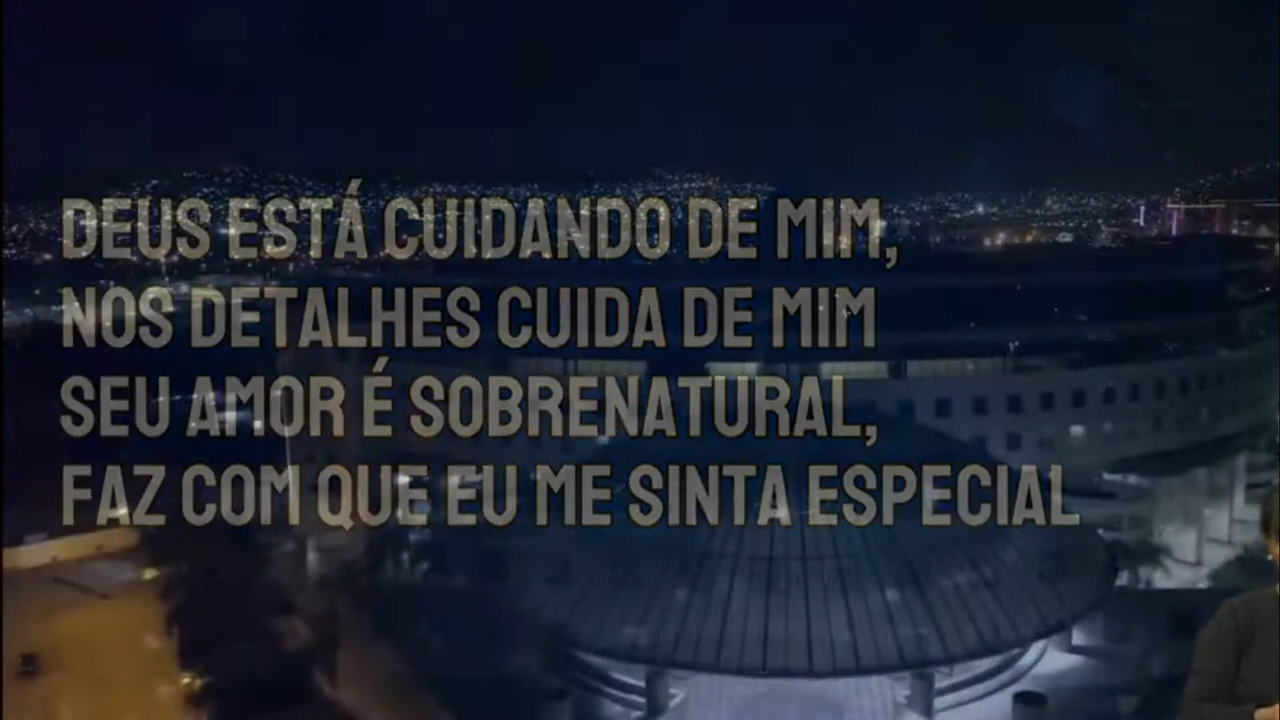 DEUS ESTÁ CUIDANDO DE MIM,
NOS DETALHES CUIDA DE MIM
SEU AMOR É SOBRENATURAL,
FAZ COM QUE EU ME SINTA ESPECIAL